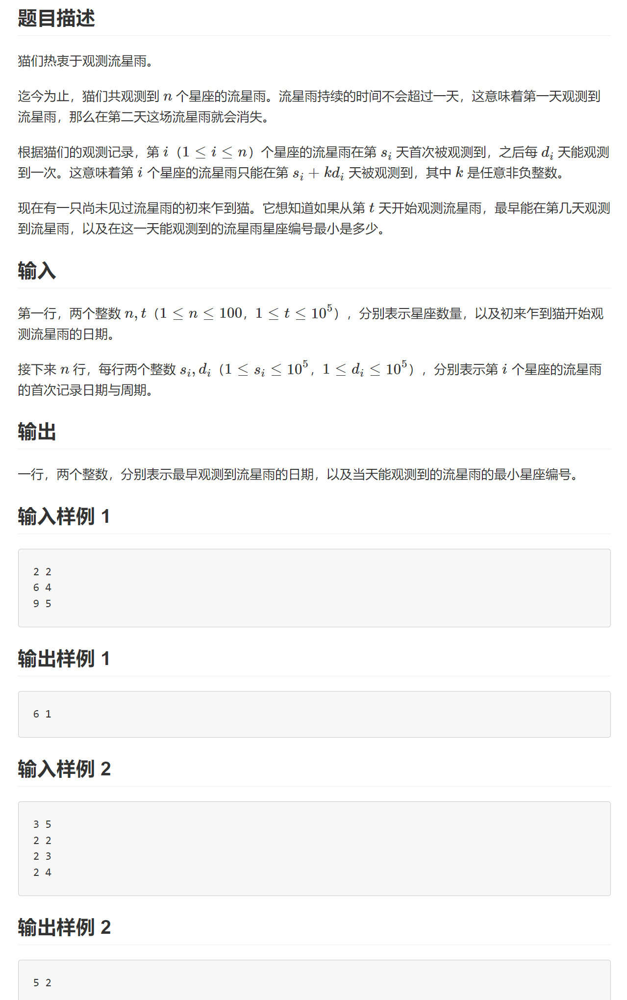 题目描述
猫们热衷于观测流星雨。
迄今为止，猫们共观测到 n 个星座的流星雨。流星雨持续的时间不会超过一天，这意味着第一天观测到
流星雨，那么在第二天这场流星雨就会消失。
根据猫们的观测记录，第 i（1 ≤ i ≤ n）个星座的流星雨在第 s_i 天首次被观测到，之后每 d_i 天能观测
到一次。这意味着第 i 个星座的流星雨只能在第 s_i + kd_i 天被观测到，其中 k 是任意非负整数。
现在有一只尚未见过流星雨的初来乍到猫。它想知道如果从第 t 天开始观测流星雨，最早能在第几天观测
到流星雨，以及在这一天能观测到的流星雨星座编号最小是多少。
输入
第一行，两个整数 n, t（1 ≤ n ≤ 100，1 ≤ t ≤ 10^5），分别表示星座数量，以及初来乍到猫开始观
测流星雨的日期。
接下来 n 行，每行两个整数 s_i, d_i（1 ≤ s_i ≤ 10^5，1 ≤ d_i ≤ 10^5），分别表示第 i 个星座的流星雨
的首次记录日期与周期。
输出
一行，两个整数，分别表示最早观测到流星雨的日期，以及当天能观测到的流星雨的最小星座编号。
输入样例 1
2 2
6 4
9 5
输出样例 1
6 1
输入样例 2
3 5
2 2
2 3
2 4
输出样例 2
5 2